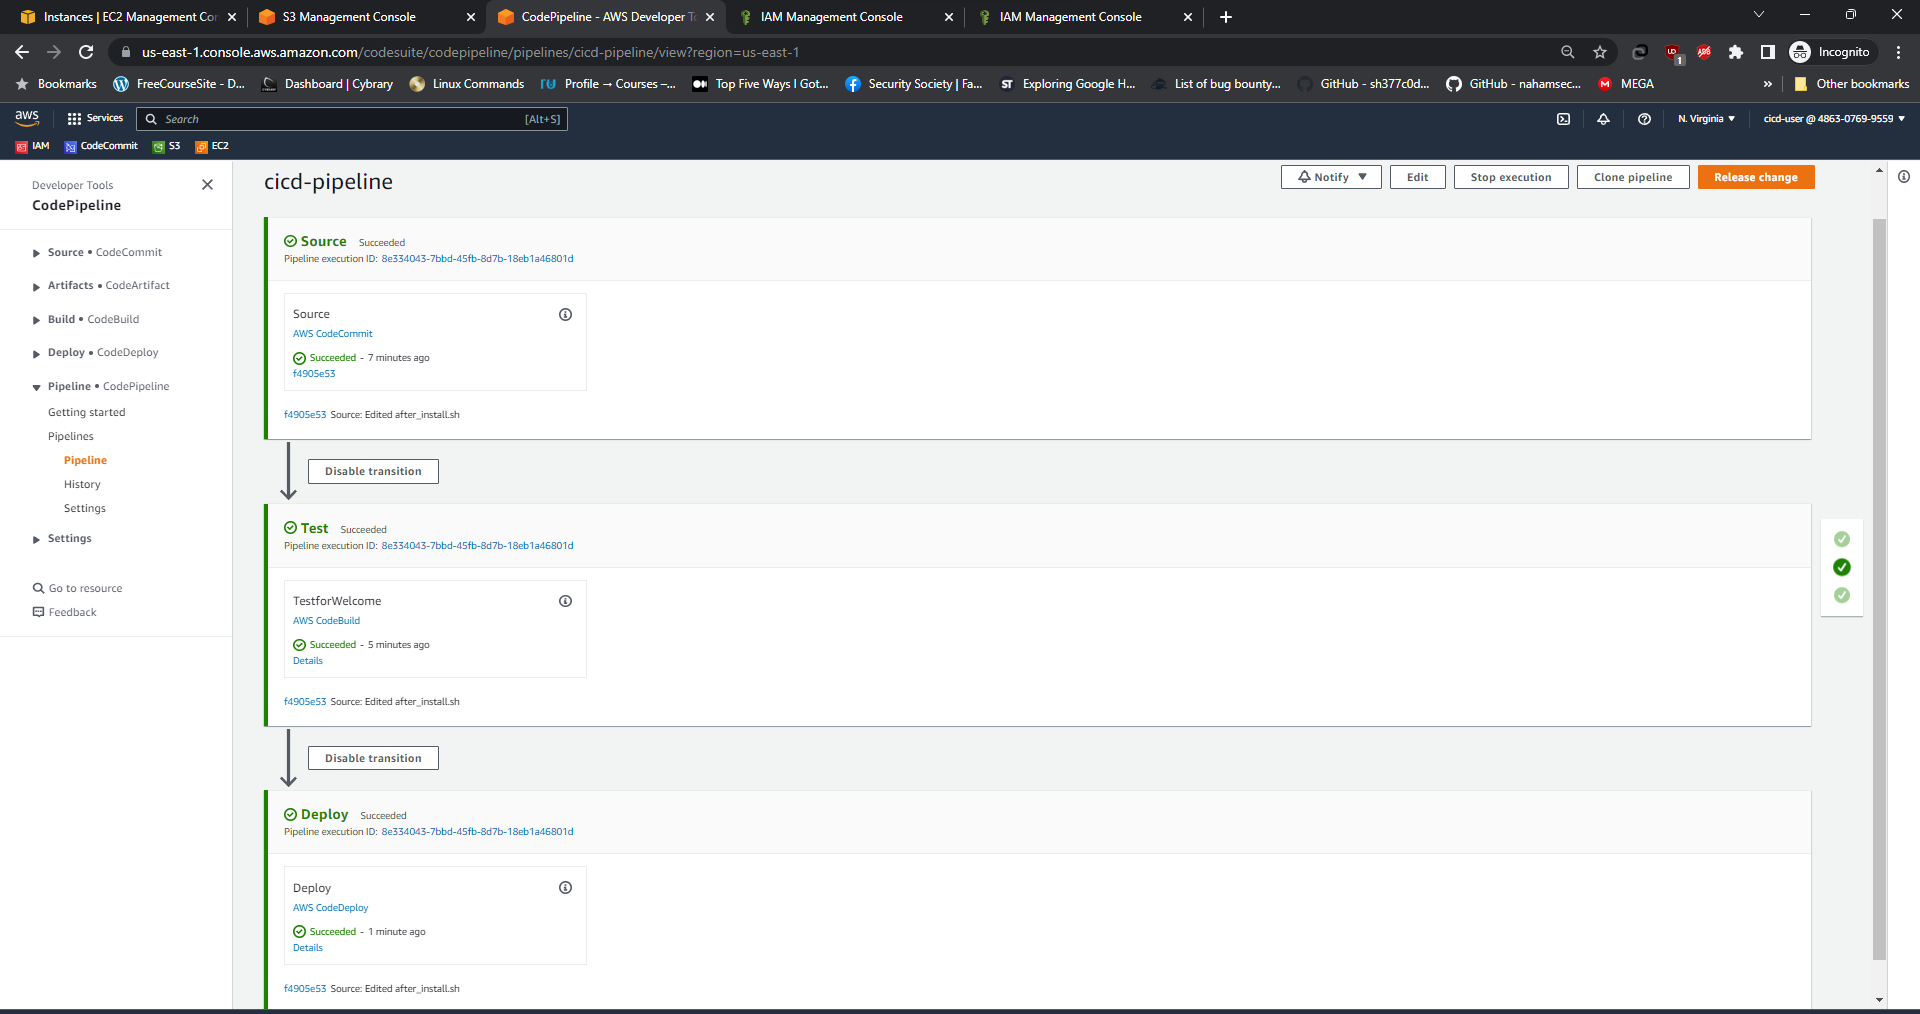 Instances | EC2 Management Cor
S3 Management Console
CodePipeline - AWS Developer To
IAM Management Console
IAM Management Console
us-east-1.console.aws.amazon.com/codesuite/codepipeline/pipelines/cicd-pipeline/view?region=us-east-1
1
Incognito
Bookmarks
FreeCourseSite - D...
Dashboard | Cybrary
Linux Commands
Profile → Courses –...
Top Five Ways I Got...
Security Society | Fa...
ST
Exploring Google H...
List of bug bounty...
GitHub - sh377c0d...
GitHub - nahamsec...
M
MEGA
»
Other bookmarks
aws
Services
Search
[Alt+S]
N. Virginia
cicd-user @ 4863-0769-9559
IAM
CodeCommit
S3
EC2
Developer Tools
CodePipeline
Source • CodeCommit
Artifacts • CodeArtifact
Build • CodeBuild
Deploy • CodeDeploy
Pipeline • CodePipeline
Getting started
Pipelines
Pipeline
History
Settings
Settings
Go to resource
Feedback
cicd-pipeline
Notify
Edit
Stop execution
Clone pipeline
Release change
Source Succeeded
Pipeline execution ID: 8e334043-7bbd-45fb-8d7b-18eb1a46801d
Source
AWS CodeCommit
Succeeded - 7 minutes ago
f4905e53
f4905e53 Source: Edited after_install.sh
Disable transition
Test Succeeded
Pipeline execution ID: 8e334043-7bbd-45fb-8d7b-18eb1a46801d
TestforWelcome
AWS CodeBuild
Succeeded - 5 minutes ago
Details
f4905e53 Source: Edited after_install.sh
Disable transition
Deploy Succeeded
Pipeline execution ID: 8e334043-7bbd-45fb-8d7b-18eb1a46801d
Deploy
AWS CodeDeploy
Succeeded - 1 minute ago
Details
f4905e53 Source: Edited after_install.sh